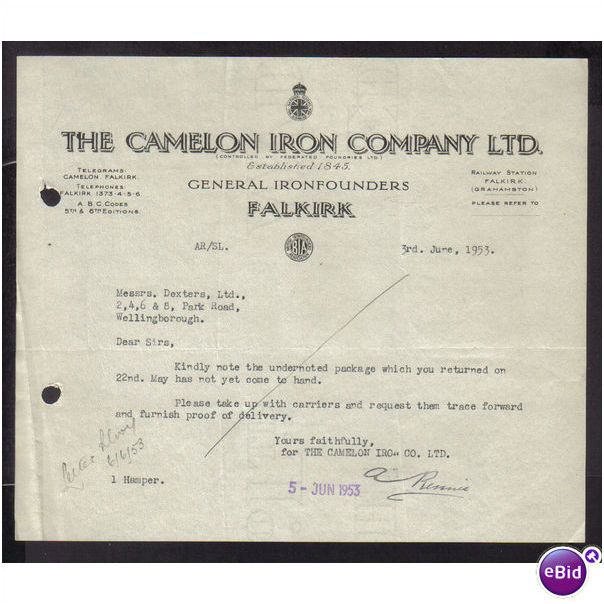 THE CAMELON IRON COMPANY LTD.
(CONTROLLED BY FEDERATED FOUNDRIES LTD)
Established 1845.
TELEGRAMS:
CAMELON, FALKIRK.
TELEPHONES:
FALKIRK 1373-4-5-6
A.B.C. CODES
5TH & 6TH EDITIONS.
GENERAL IRONFOUNDERS
FALKIRK
RAILWAY STATION
FALKIRK
(GRAHAMSTON)
PLEASE REFER TO
AR/SL.
BIA
3rd. June, 1953.
Messrs. Dexters, Ltd.,
2,4,6 & 8, Park Road,
Wellingborough.
Dear Sirs,
Kindly note the undernoted package which you returned on
22nd. May has not yet come to hand.
Please take up with carriers and request them trace forward
and furnish proof of delivery.
Yours faithfully,
for THE CAMELON IRON CO. LTD.
A Rennie
6/6/53
1 Hamper.
5 - JUN 1953
eBid